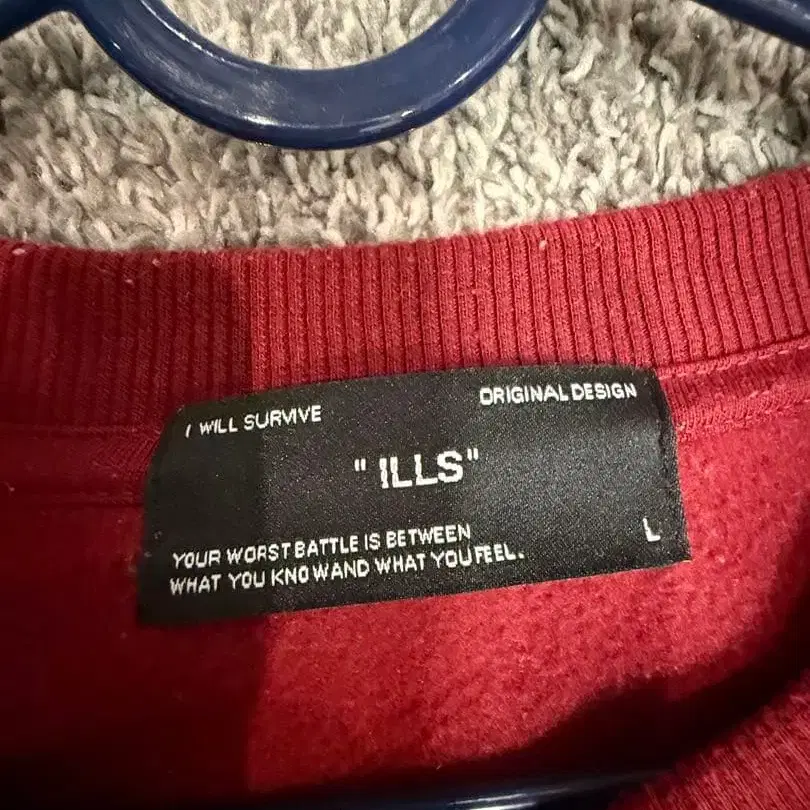 I WILL SURVIVE
ORIGINAL DESIGN
" ILLS"
YOUR WORST BATTLE IS BETWEEN
WHAT YOU KNOWAND WHAT YOU FEEL.
L